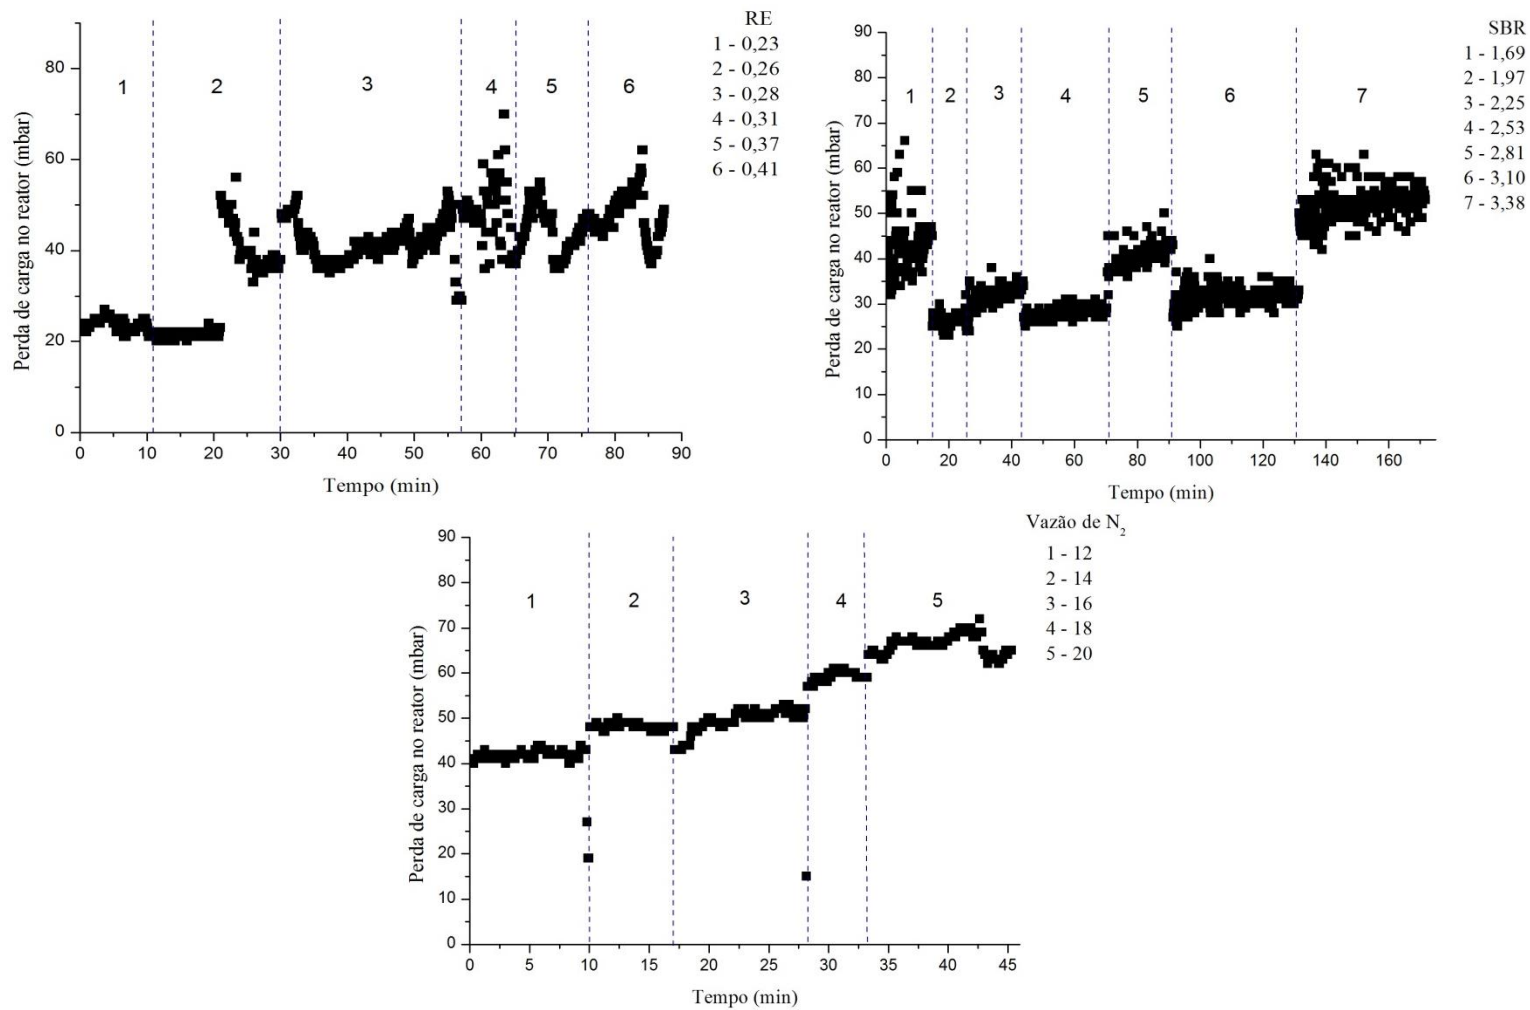 RE
1 - 0,23
2 - 0,26
3 - 0,28
4 - 0,31
5 - 0,37
6 - 0,41
Perda de carga no reator (mbar)
80
60
40
20
0
1 2 3 4 5 6
0 10 20 30 40 50 60 70 80 90
Tempo (min)
SBR
1 - 1,69
2 - 1,97
3 - 2,25
4 - 2,53
5 - 2,81
6 - 3,10
7 - 3,38
Perda de carga no reator (mbar)
90
80
70
60
50
40
30
20
10
0
1 2 3 4 5 6 7
0 20 40 60 80 100 120 140 160
Tempo (min)
Vazão de N₂
1 - 12
2 - 14
3 - 16
4 - 18
5 - 20
Perda de carga no reator (mbar)
90
80
70
60
50
40
30
20
10
0
1 2 3 4 5
0 5 10 15 20 25 30 35 40 45
Tempo (min)